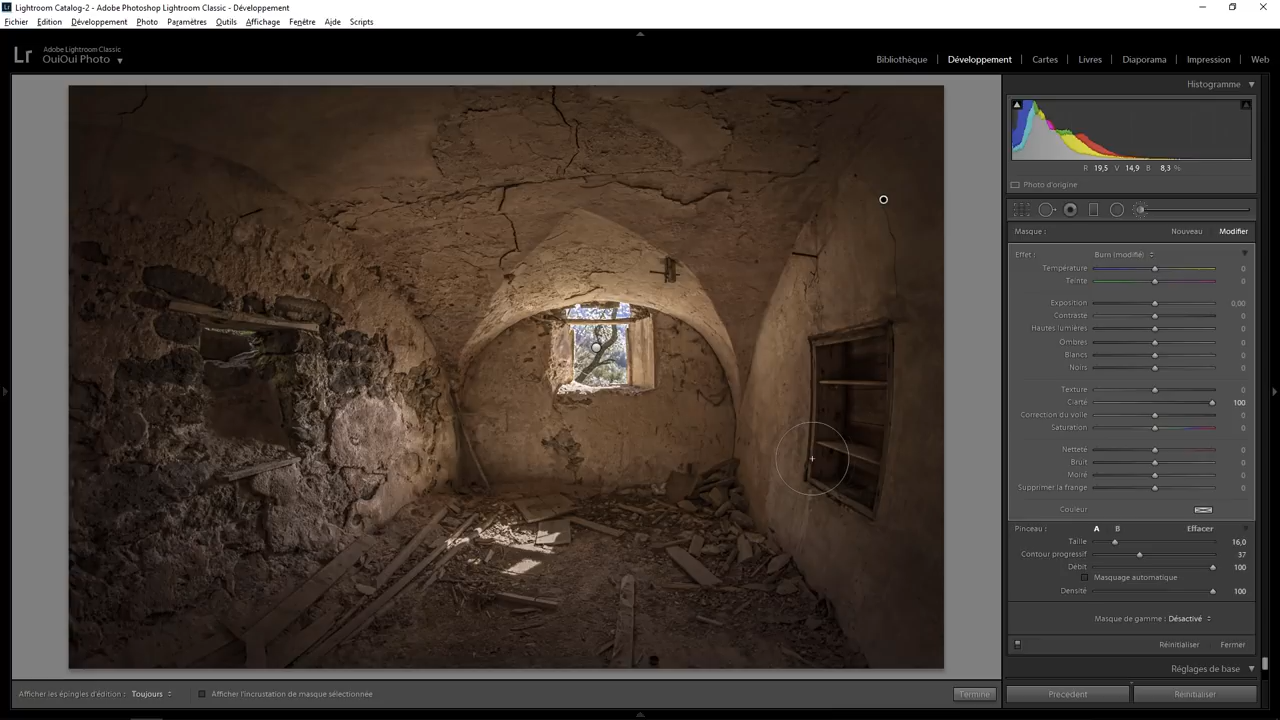 Lightroom Catalog-2 - Adobe Photoshop Lightroom Classic - Développement
Fichier Edition Développement Photo Paramètres Outils Affichage Fenêtre Aide Scripts
Lr Adobe Lightroom Classic
OuiOui Photo
Bibliothèque Développement Cartes Livres Diaporama Impression Web
Histogramme
R 19,5 V 14,9 B 8,3 %
Photo d'origine
Masque : Nouveau Modifier
Effet : Burn (modifié)
Température 0
Teinte 0
Exposition 0,00
Contraste 0
Hautes lumières 0
Ombres 0
Blancs 0
Noirs 0
Texture 0
Clarté 100
Correction du voile 0
Saturation 0
Netteté 0
Bruit 0
Moiré 0
Supprimer la frange 0
Couleur
Pinceau : A B Effacer
Taille 16,0
Contour progressif 37
Débit 100
Masquage automatique
Densité 100
Masque de gamme : Désactivé
Réinitialiser Fermer
Réglages de base
Afficher les épingles d'édition : Toujours Afficher l'incrustation de masque sélectionnée Terminé
Précédent Réinitialiser